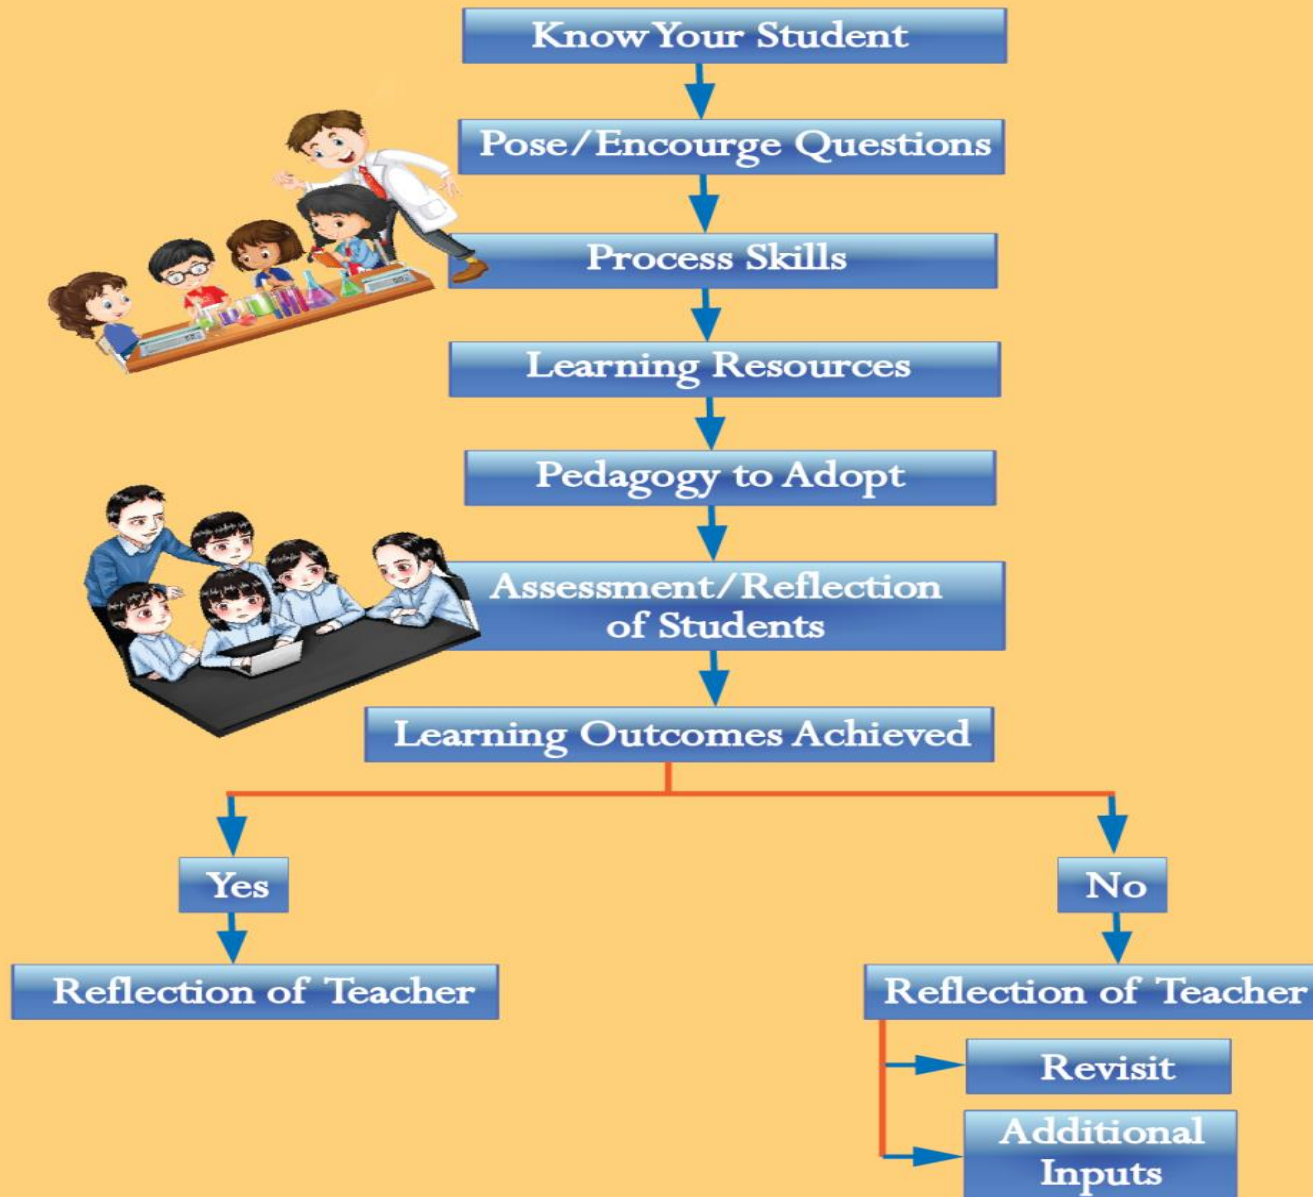 Know Your Student
Pose/Encourge Questions
Process Skills
Learning Resources
Pedagogy to Adopt
Assessment/Reflection
of Students
Learning Outcomes Achieved
Yes
No
Reflection of Teacher
Reflection of Teacher
Revisit
Additional
Inputs